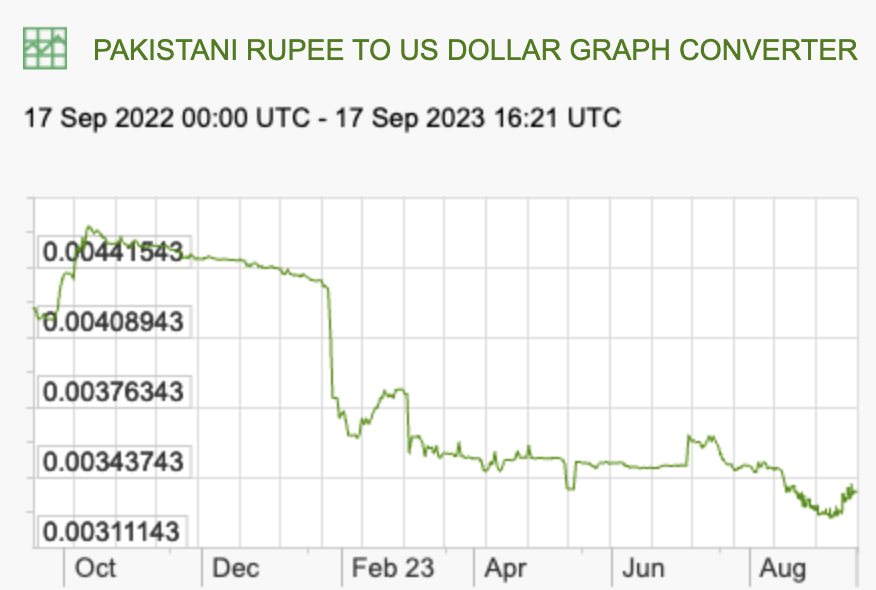 PAKISTANI RUPEE TO US DOLLAR GRAPH CONVERTER
17 Sep 2022 00:00 UTC - 17 Sep 2023 16:21 UTC
0.00441543
0.00408943
0.00376343
0.00343743
0.00311143
Oct Dec Feb 23 Apr Jun Aug